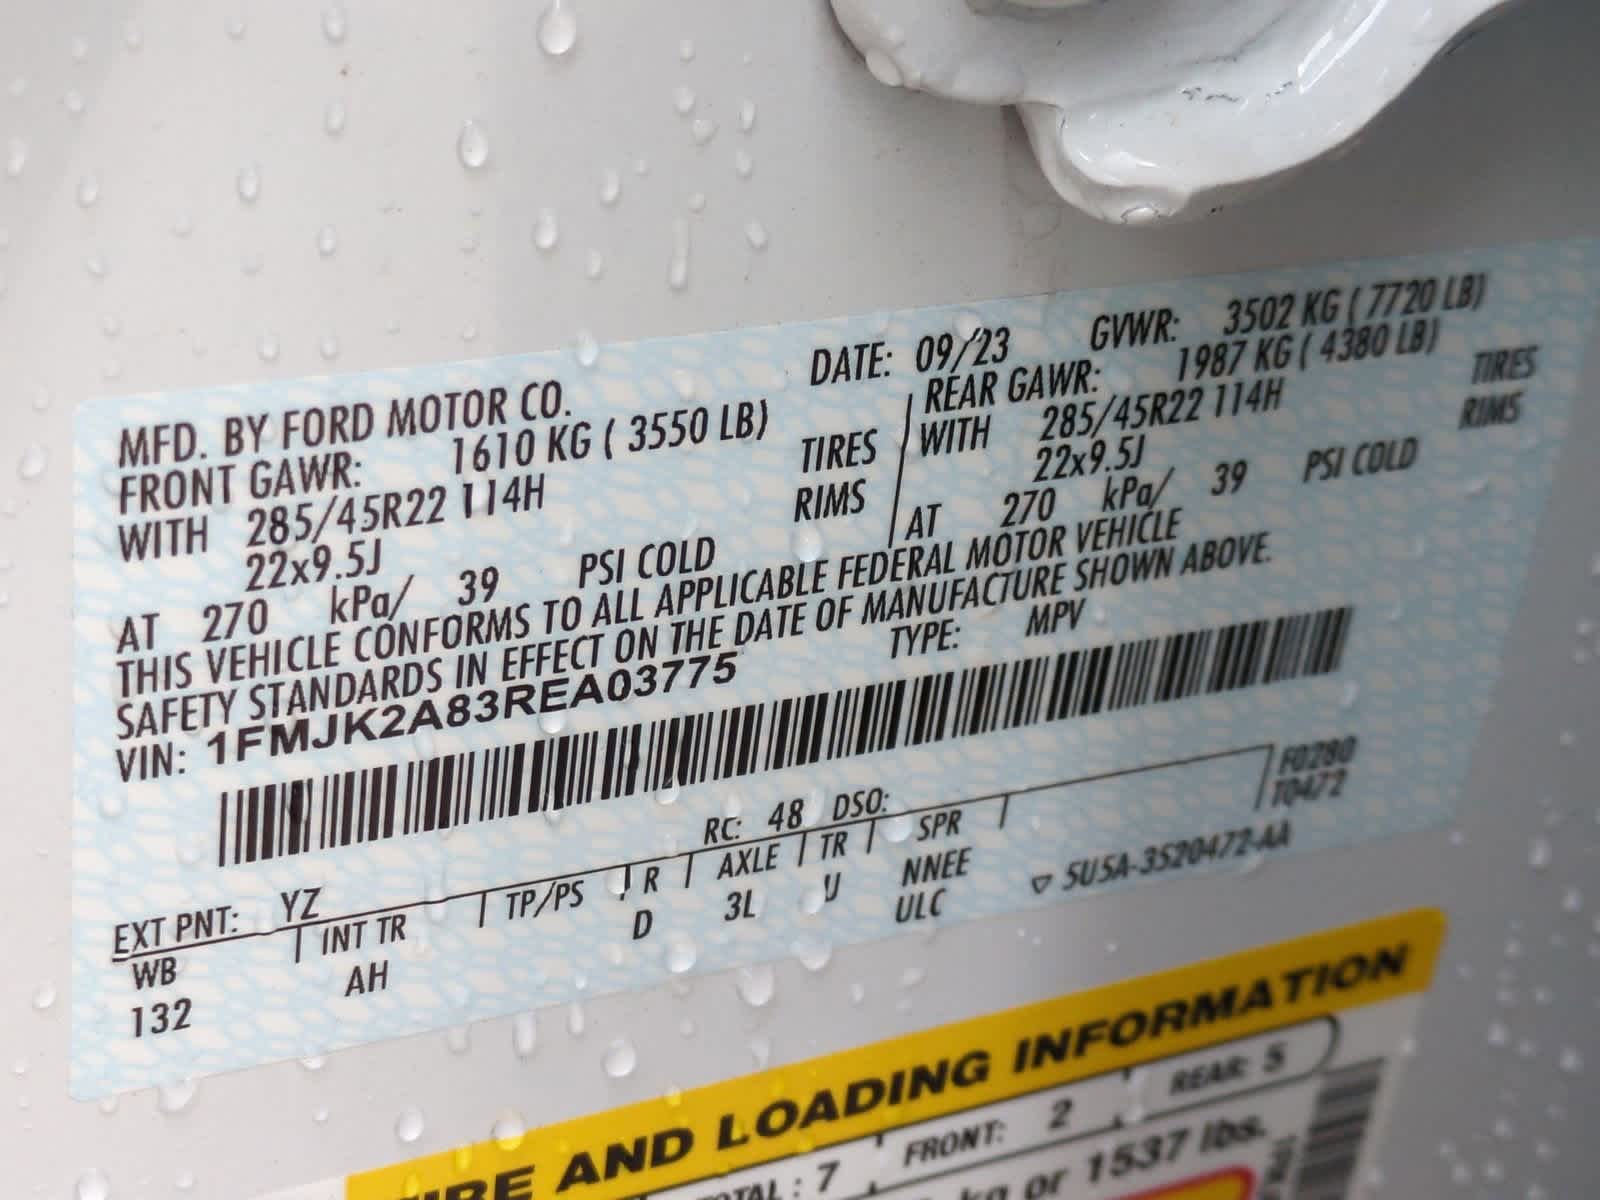 MFD. BY FORD MOTOR CO. DATE: 09/23 GVWR: 3502 KG ( 7720 LB)
FRONT GAWR: 1610 KG ( 3550 LB) REAR GAWR: 1987 KG ( 4380 LB)
WITH 285/45R22 114H TIRES WITH 285/45R22 114H TIRES
22x9.5J RIMS 22x9.5J RIMS
AT 270 kPa/ 39 PSI COLD AT 270 kPa/ 39 PSI COLD
THIS VEHICLE CONFORMS TO ALL APPLICABLE FEDERAL MOTOR VEHICLE
SAFETY STANDARDS IN EFFECT ON THE DATE OF MANUFACTURE SHOWN ABOVE.
VIN: 1FMJK2A83REA03775 TYPE: MPV
F0280
T0472
EXT PNT: YZ RC: 48 DSO:
WB INT TR TP/PS R AXLE TR SPR
132 AH D 3L U NNEE
ULC
5U5A-3520472-AA
AND LOADING INFORMATION
: 7 FRONT: 2 REAR: 5
kg or 1537 lbs.